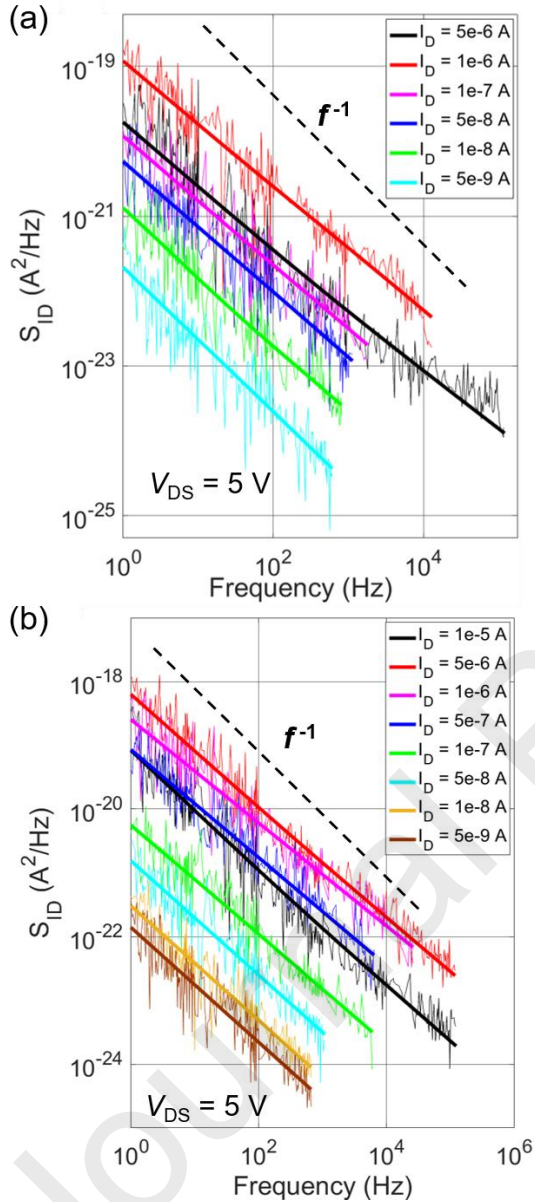 (a)
I_D = 5e-6 A
I_D = 1e-6 A
I_D = 1e-7 A
I_D = 5e-8 A
I_D = 1e-8 A
I_D = 5e-9 A
f^-1
10^-19
10^-21
10^-23
10^-25
S_ID (A^2/Hz)
V_DS = 5 V
10^0
10^2
10^4
Frequency (Hz)
(b)
I_D = 1e-5 A
I_D = 5e-6 A
I_D = 1e-6 A
I_D = 5e-7 A
I_D = 1e-7 A
I_D = 5e-8 A
I_D = 1e-8 A
I_D = 5e-9 A
f^-1
10^-18
10^-20
10^-22
10^-24
S_ID (A^2/Hz)
V_DS = 5 V
10^0
10^2
10^4
10^6
Frequency (Hz)